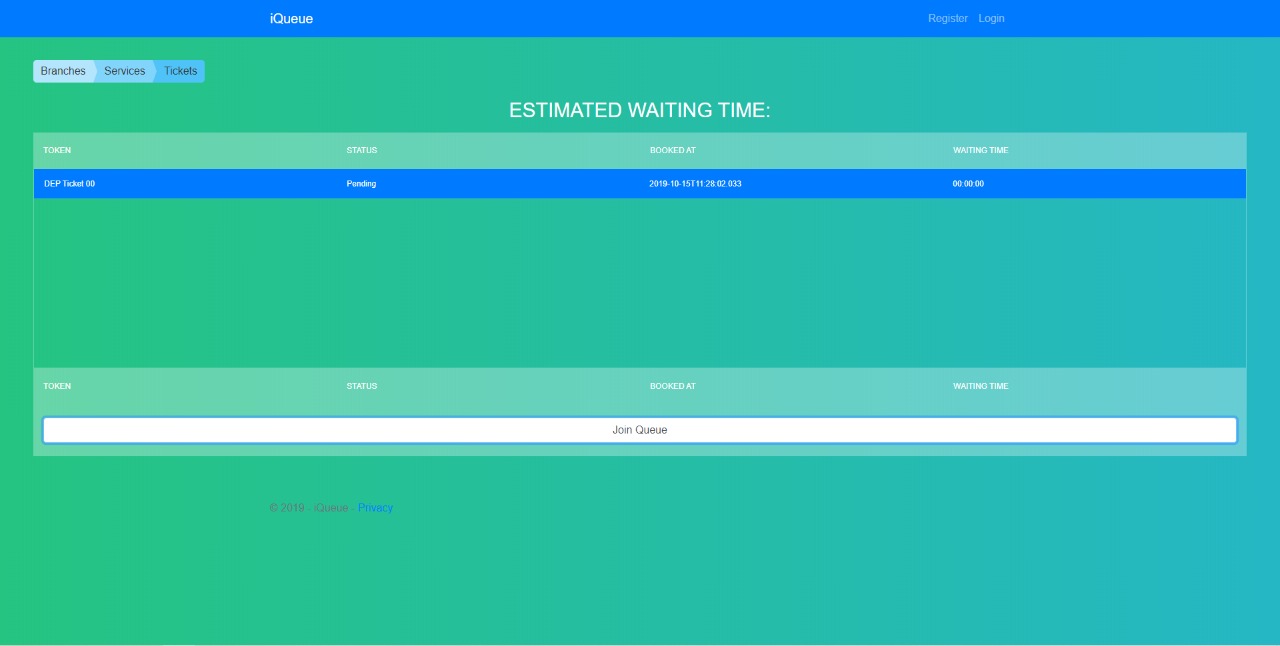 iQueue Register Login
Branches Services Tickets
ESTIMATED WAITING TIME:
TOKEN STATUS BOOKED AT WAITING TIME
DEP Ticket 00 Pending 2019-10-15T11:28:02.033 00:00:00
TOKEN STATUS BOOKED AT WAITING TIME
Join Queue
© 2019 - iQueue - Privacy